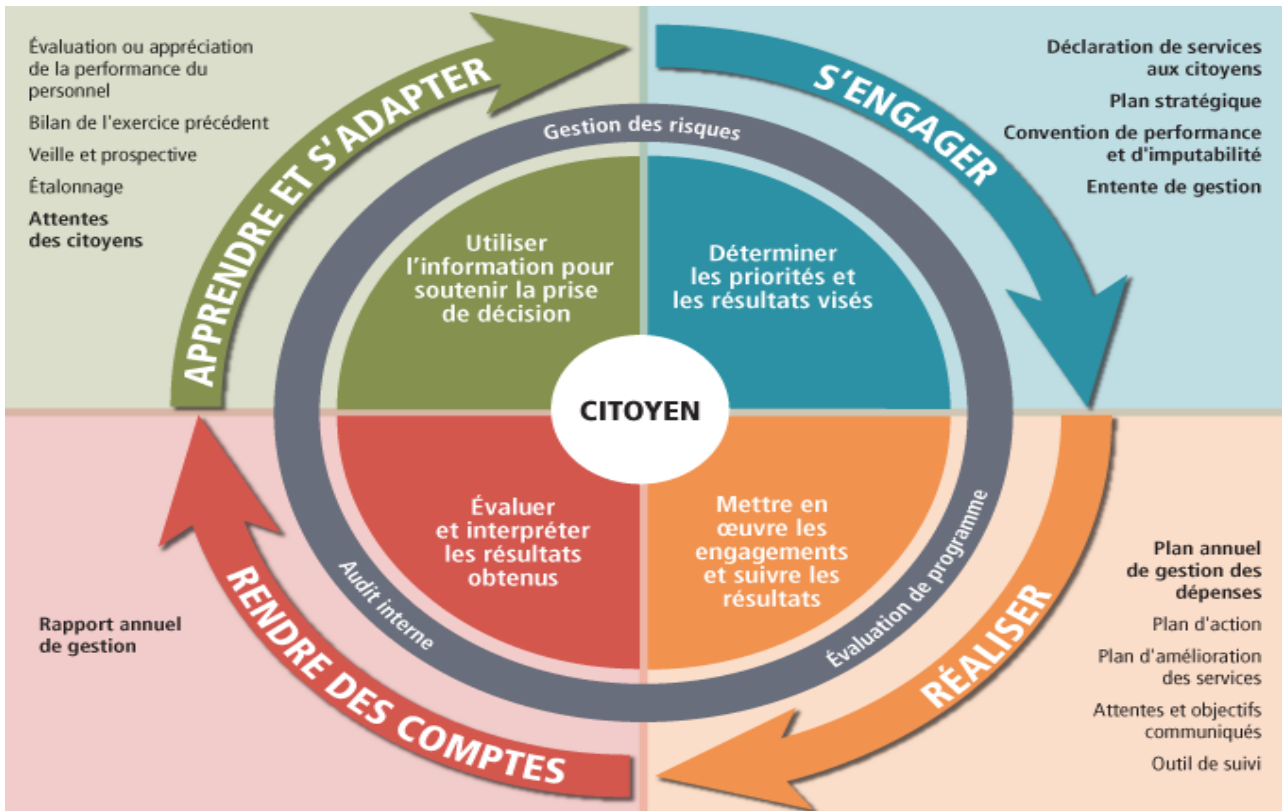 Évaluation ou appréciation
de la performance du
personnel
Bilan de l'exercice précédent
Veille et prospective
Étalonnage
Attentes
des citoyens
APPRENDRE ET S'ADAPTER
S'ENGAGER
Déclaration de services
aux citoyens
Plan stratégique
Convention de performance
et d'imputabilité
Entente de gestion
Gestion des risques
Utiliser
l'information pour
soutenir la prise
de décision
Déterminer
les priorités et
les résultats visés
CITOYEN
Évaluer
et interpréter
les résultats
obtenus
Mettre en
œuvre les
engagements
et suivre les
résultats
Audit interne
Évaluation de programme
Rapport annuel
de gestion
RENDRE DES COMPTES
RÉALISER
Plan annuel
de gestion des
dépenses
Plan d'action
Plan d'amélioration
des services
Attentes et objectifs
communiqués
Outil de suivi